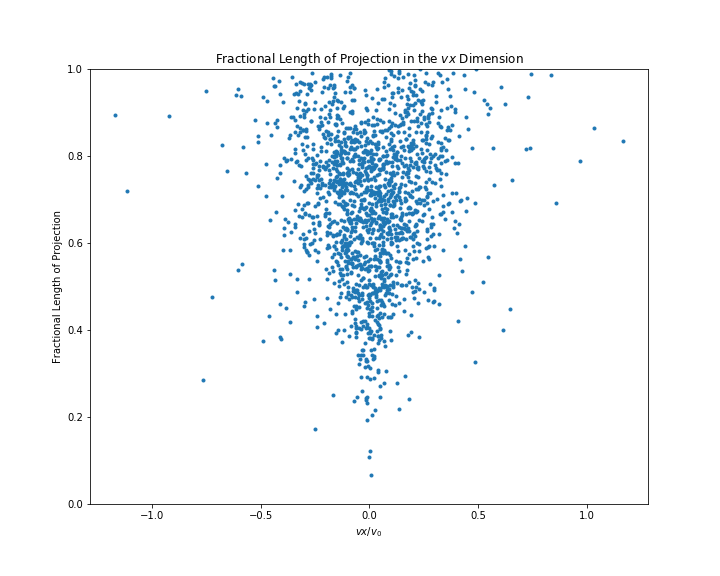 Fractional Length of Projection in the vx Dimension
Fractional Length of Projection
1.0
0.8
0.6
0.4
0.2
0.0
−1.0 −0.5 0.0 0.5 1.0
vx/v₀